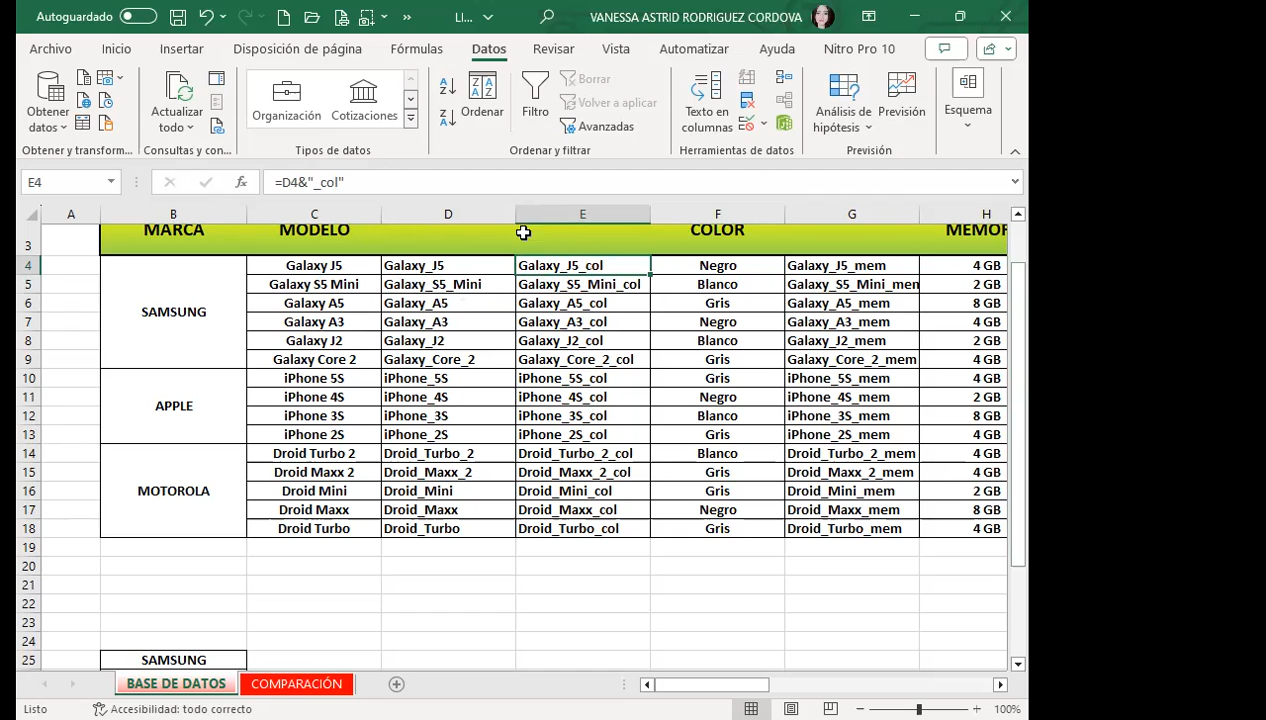 Autoguardado LI... VANESSA ASTRID RODRIGUEZ CORDOVA
Archivo Inicio Insertar Disposición de página Fórmulas Datos Revisar Vista Automatizar Ayuda Nitro Pro 10
Obtener datos
Actualizar todo
Organización Cotizaciones
Ordenar
Filtro
Borrar
Volver a aplicar
Avanzadas
Texto en columnas
Análisis de hipótesis
Previsión
Esquema
Obtener y transform... Consultas y con... Tipos de datos Ordenar y filtrar Herramientas de datos Previsión
E4 fx =D4&"_col"
A B C D E F G H
3 MARCA MODELO COLOR MEMOR
4 Galaxy J5 Galaxy_J5 Galaxy_J5_col Negro Galaxy_J5_mem 4 GB
5 Galaxy S5 Mini Galaxy_S5_Mini Galaxy_S5_Mini_col Blanco Galaxy_S5_Mini_mem 2 GB
6 SAMSUNG Galaxy A5 Galaxy_A5 Galaxy_A5_col Gris Galaxy_A5_mem 8 GB
7 Galaxy A3 Galaxy_A3 Galaxy_A3_col Negro Galaxy_A3_mem 4 GB
8 Galaxy J2 Galaxy_J2 Galaxy_J2_col Blanco Galaxy_J2_mem 2 GB
9 Galaxy Core 2 Galaxy_Core_2 Galaxy_Core_2_col Gris Galaxy_Core_2_mem 4 GB
10 iPhone 5S iPhone_5S iPhone_5S_col Gris iPhone_5S_mem 4 GB
11 APPLE iPhone 4S iPhone_4S iPhone_4S_col Negro iPhone_4S_mem 2 GB
12 iPhone 3S iPhone_3S iPhone_3S_col Blanco iPhone_3S_mem 8 GB
13 iPhone 2S iPhone_2S iPhone_2S_col Gris iPhone_2S_mem 4 GB
14 Droid Turbo 2 Droid_Turbo_2 Droid_Turbo_2_col Blanco Droid_Turbo_2_mem 4 GB
15 Droid Maxx 2 Droid_Maxx_2 Droid_Maxx_2_col Gris Droid_Maxx_2_mem 4 GB
16 MOTOROLA Droid Mini Droid_Mini Droid_Mini_col Gris Droid_Mini_mem 2 GB
17 Droid Maxx Droid_Maxx Droid_Maxx_col Negro Droid_Maxx_mem 8 GB
18 Droid Turbo Droid_Turbo Droid_Turbo_col Gris Droid_Turbo_mem 4 GB
19
20
21
22
23
24
25 SAMSUNG
BASE DE DATOS COMPARACIÓN
Listo Accesibilidad: todo correcto 100%